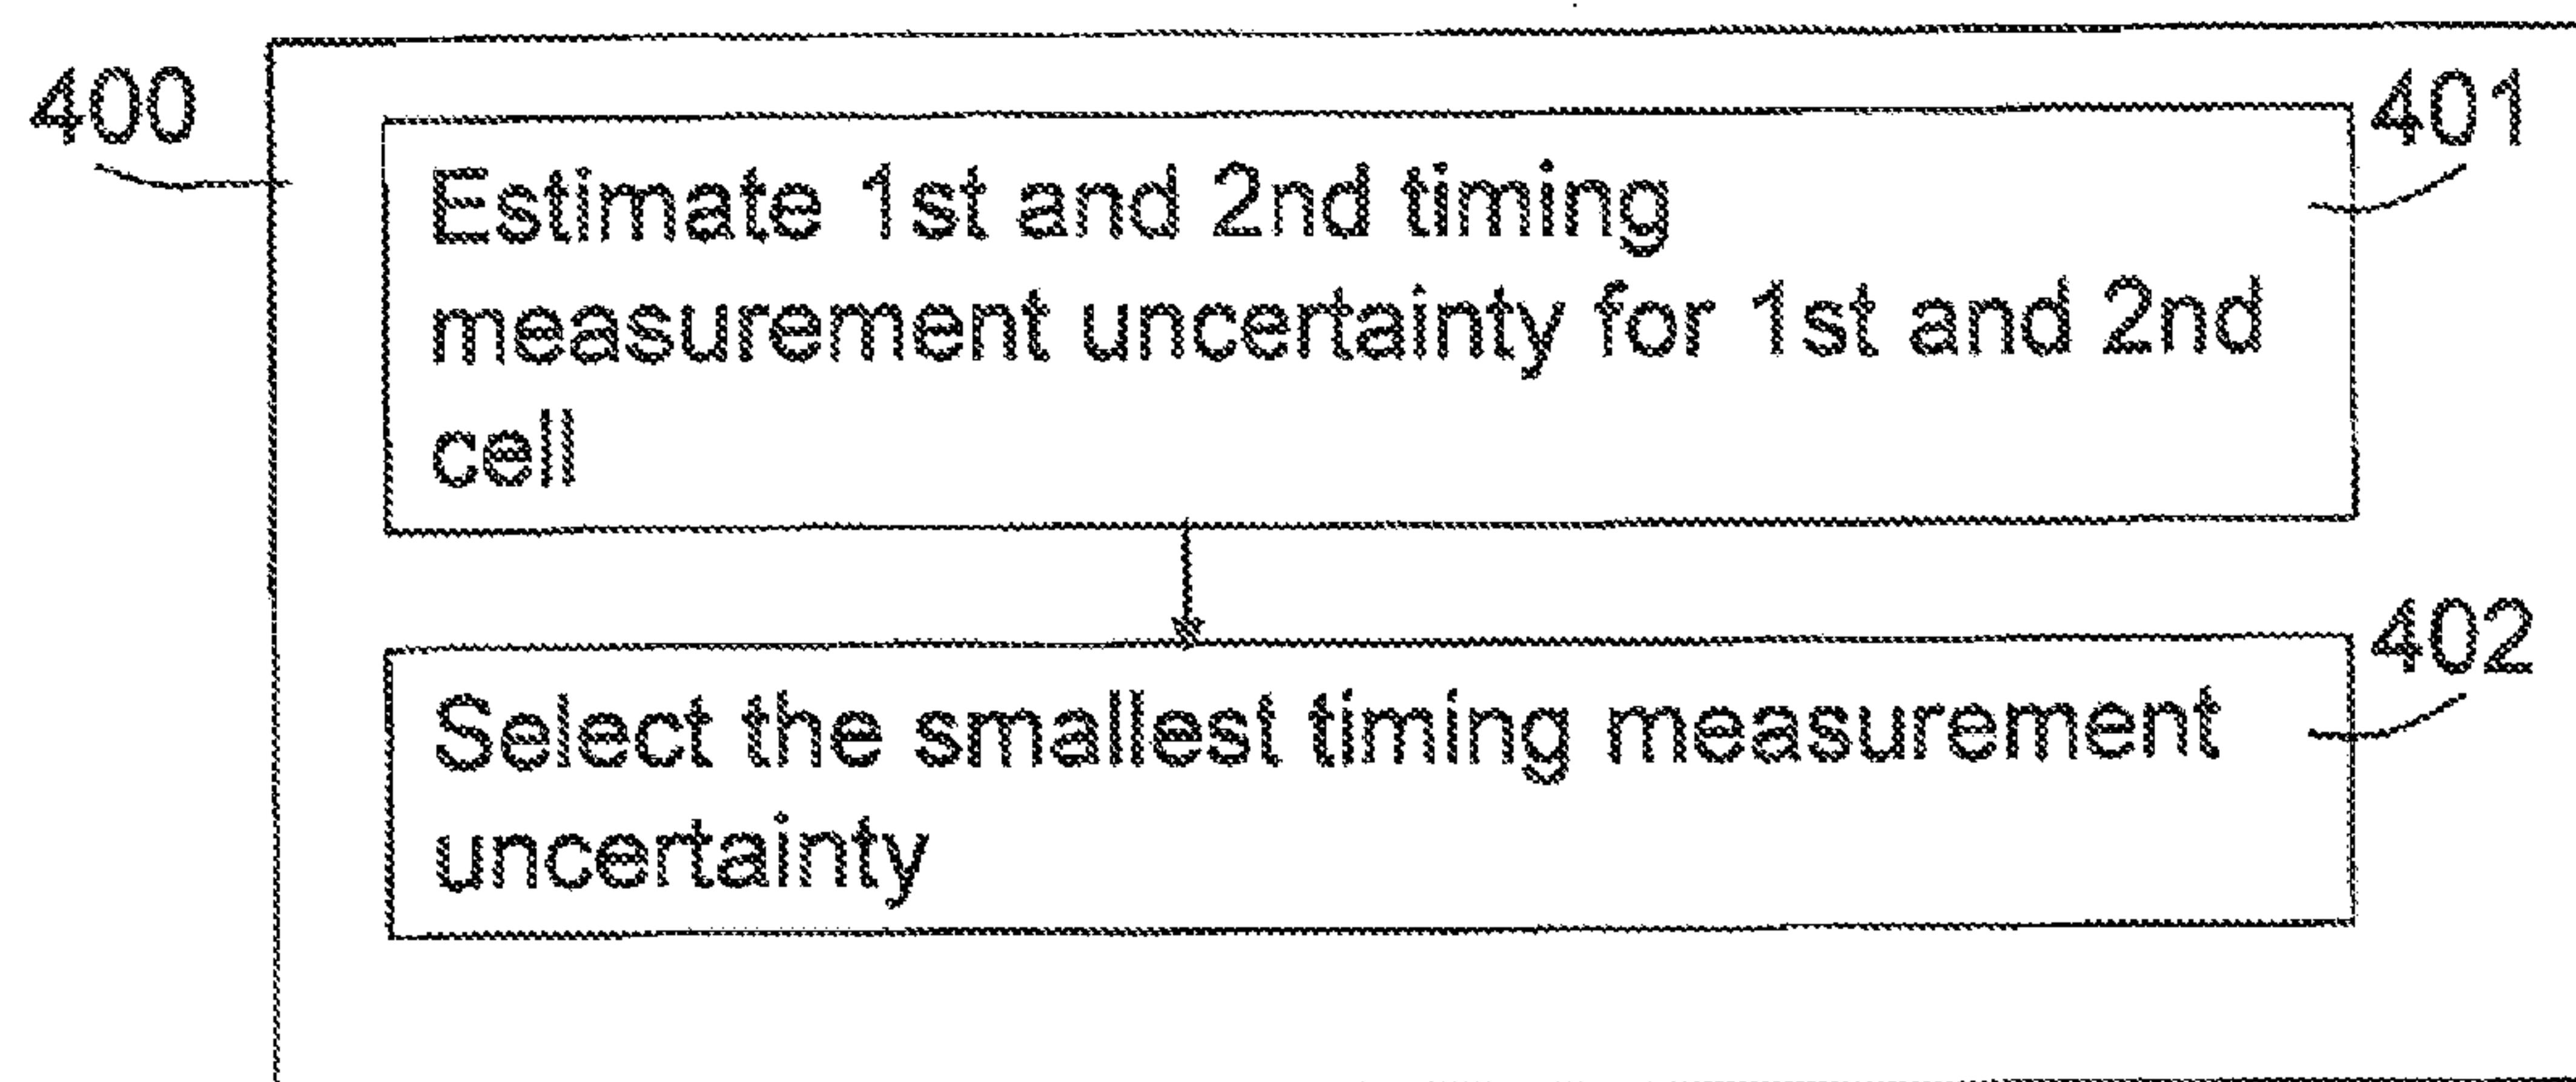 400
401
Estimate 1st and 2nd timing
measurement uncertainty for 1st and 2nd
cell
402
Select the smallest timing measurement
uncertainty